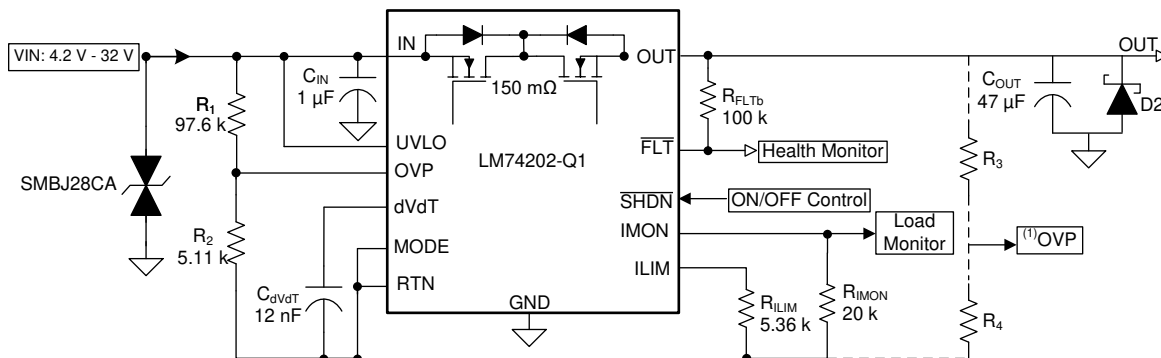 VIN: 4.2 V - 32 V
SMBJ28CA
R1
97.6 k
R2
5.11 k
CIN
1 µF
CdVdT
12 nF
IN
150 mΩ
OUT
UVLO
OVP
dVdT
MODE
RTN
LM74202-Q1
FLT
SHDN
IMON
ILIM
GND
RFLTb
100 k
Health Monitor
ON/OFF Control
Load
Monitor
RILIM
5.36 k
RIMON
20 k
R3
(1)OVP
R4
COUT
47 µF
OUT
D2